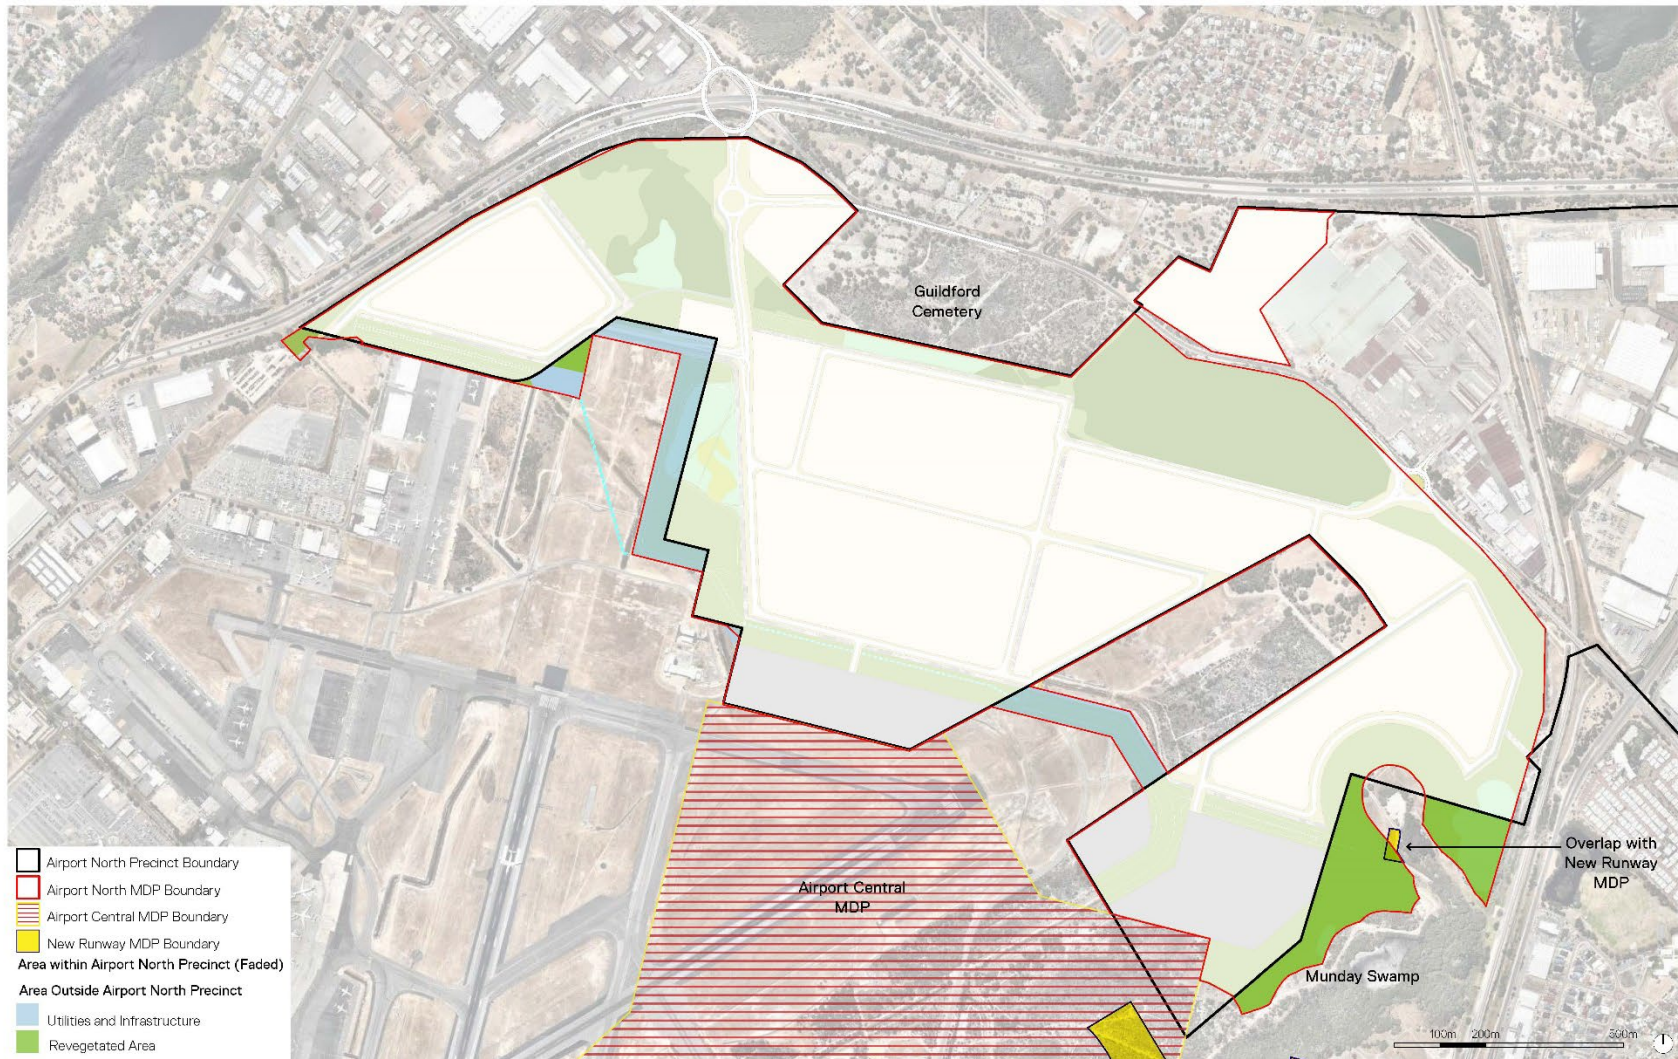 Guildford
Cemetery
Airport Central
MDP
Overlap with
New Runway
MDP
Munday Swamp
Airport North Precinct Boundary
Airport North MDP Boundary
Airport Central MDP Boundary
New Runway MDP Boundary
Area within Airport North Precinct (Faded)
Area Outside Airport North Precinct
Utilities and Infrastructure
Revegetated Area
100m 200m 500m